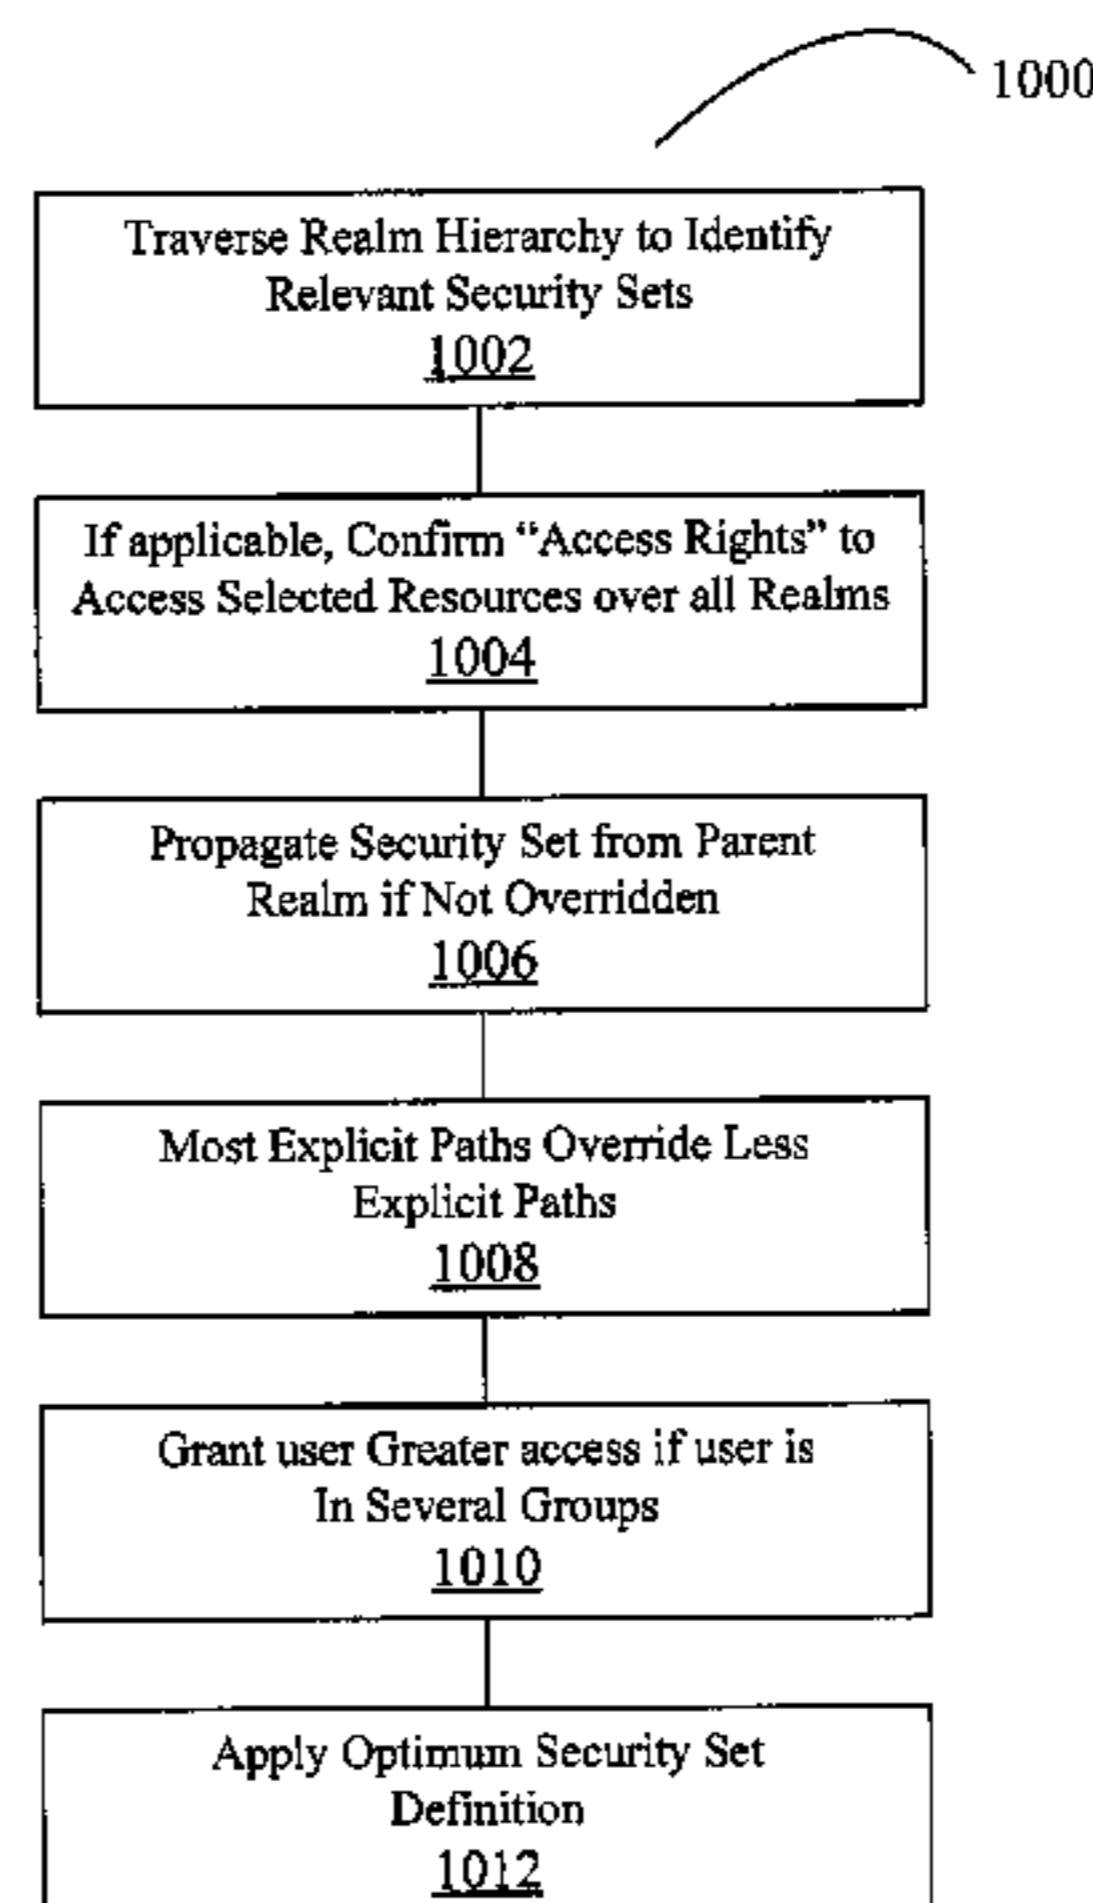 1000
Traverse Realm Hierarchy to Identify
Relevant Security Sets
1002
If applicable, Confirm “Access Rights” to
Access Selected Resources over all Realms
1004
Propagate Security Set from Parent
Realm if Not Overridden
1006
Most Explicit Paths Override Less
Explicit Paths
1008
Grant user Greater access if user is
In Several Groups
1010
Apply Optimum Security Set
Definition
1012